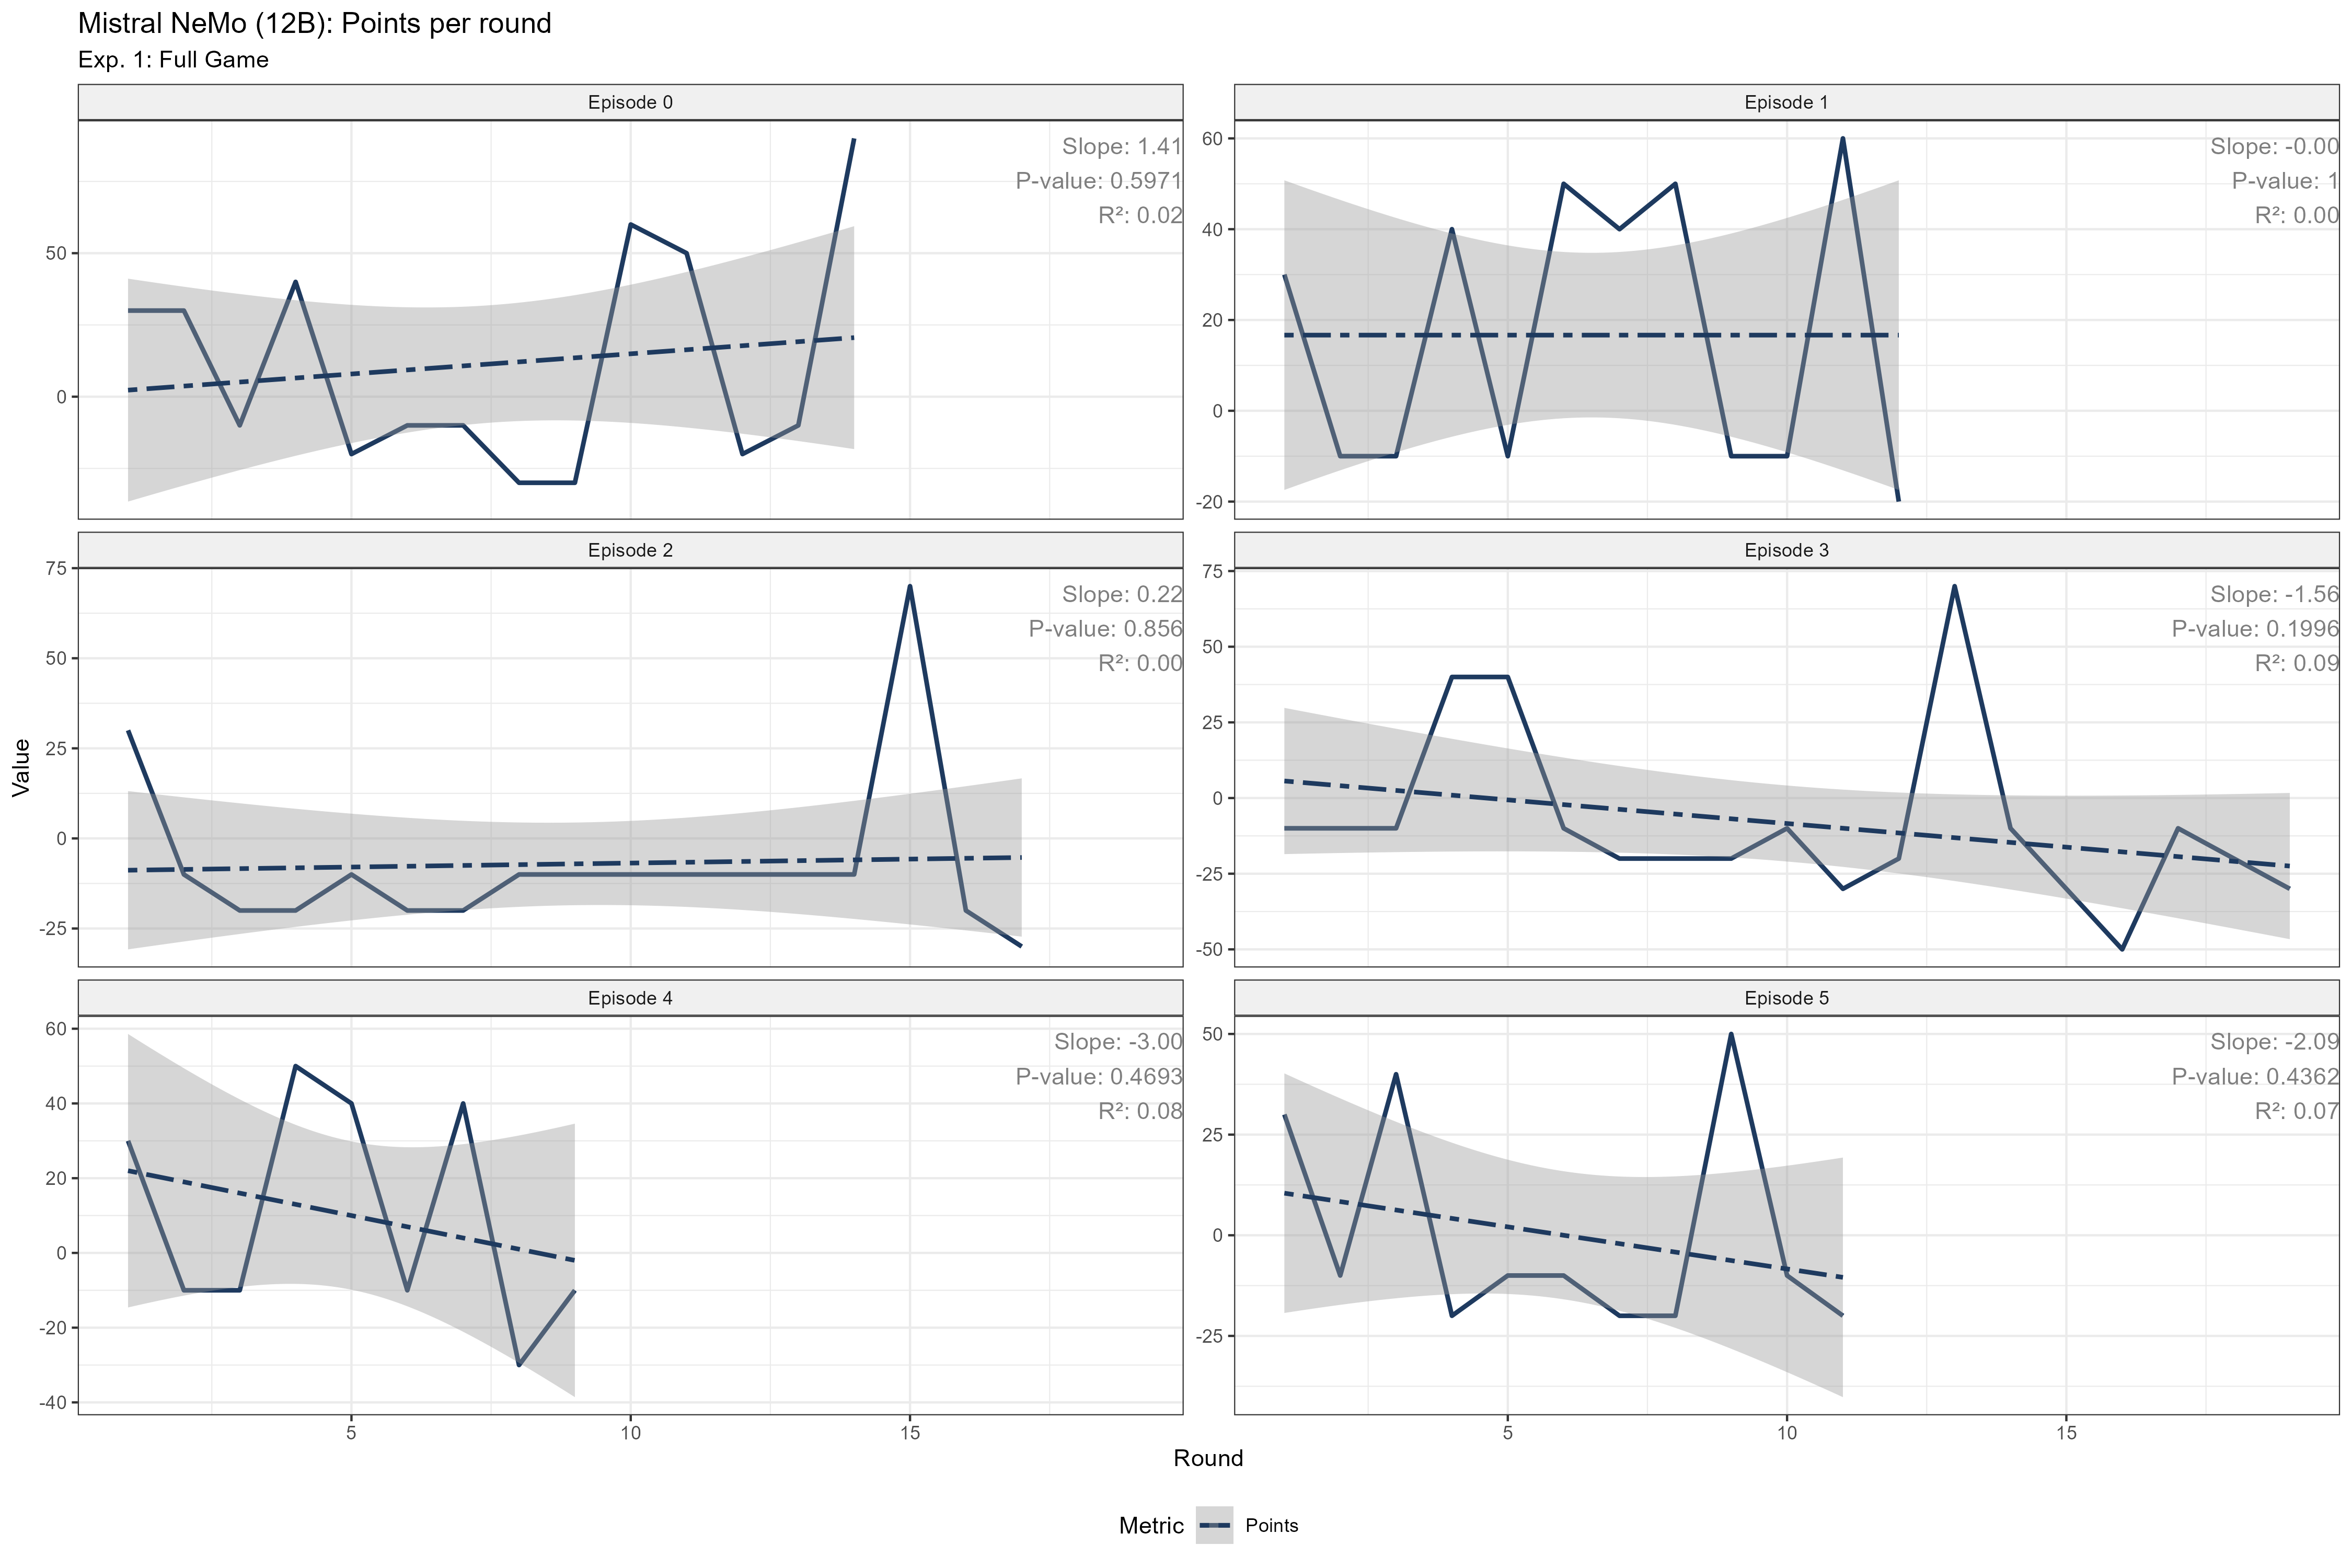 Mistral NeMo (12B): Points per round
Exp. 1: Full Game
Episode 0
Slope: 1.41
P-value: 0.5971
R²: 0.02
50
0
Episode 1
Slope: -0.00
P-value: 1
R²: 0.00
60
40
20
0
-20
Episode 2
Slope: 0.22
P-value: 0.856
R²: 0.00
75
50
25
0
-25
Episode 3
Slope: -1.56
P-value: 0.1996
R²: 0.09
75
50
25
0
-25
-50
Value
Episode 4
Slope: -3.00
P-value: 0.4693
R²: 0.08
60
40
20
0
-20
-40
5 10 15
Episode 5
Slope: -2.09
P-value: 0.4362
R²: 0.07
50
25
0
-25
5 10 15
Round
Metric Points